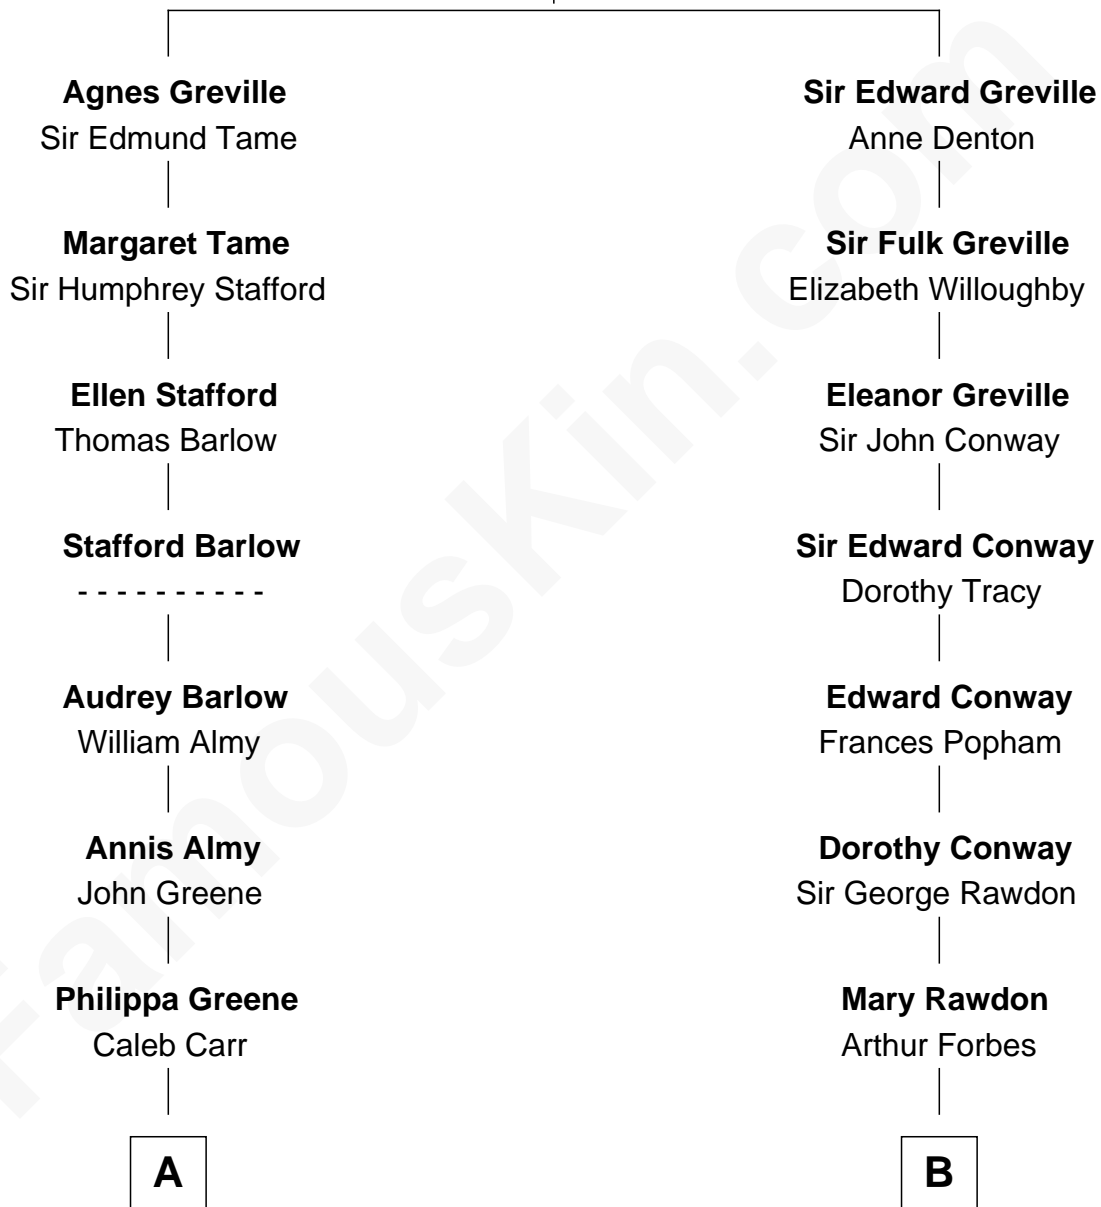 Agnes Greville
Sir Edmund Tame
Sir Edward Greville
Anne Denton
Margaret Tame
Sir Humphrey Stafford
Sir Fulk Greville
Elizabeth Willoughby
Ellen Stafford
Thomas Barlow
Eleanor Greville
Sir John Conway
Stafford Barlow
- - - - - - - - - -
Sir Edward Conway
Dorothy Tracy
Audrey Barlow
William Almy
Edward Conway
Frances Popham
Annis Almy
John Greene
Dorothy Conway
Sir George Rawdon
Philippa Greene
Caleb Carr
Mary Rawdon
Arthur Forbes
A
B
FamousKin.com